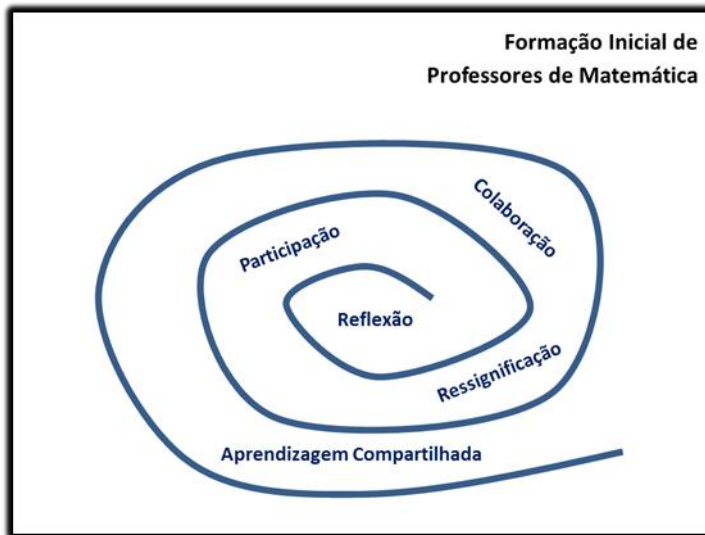 Formação Inicial de
Professores de Matemática
Colaboração
Participação
Reflexão
Ressignificação
Aprendizagem Compartilhada